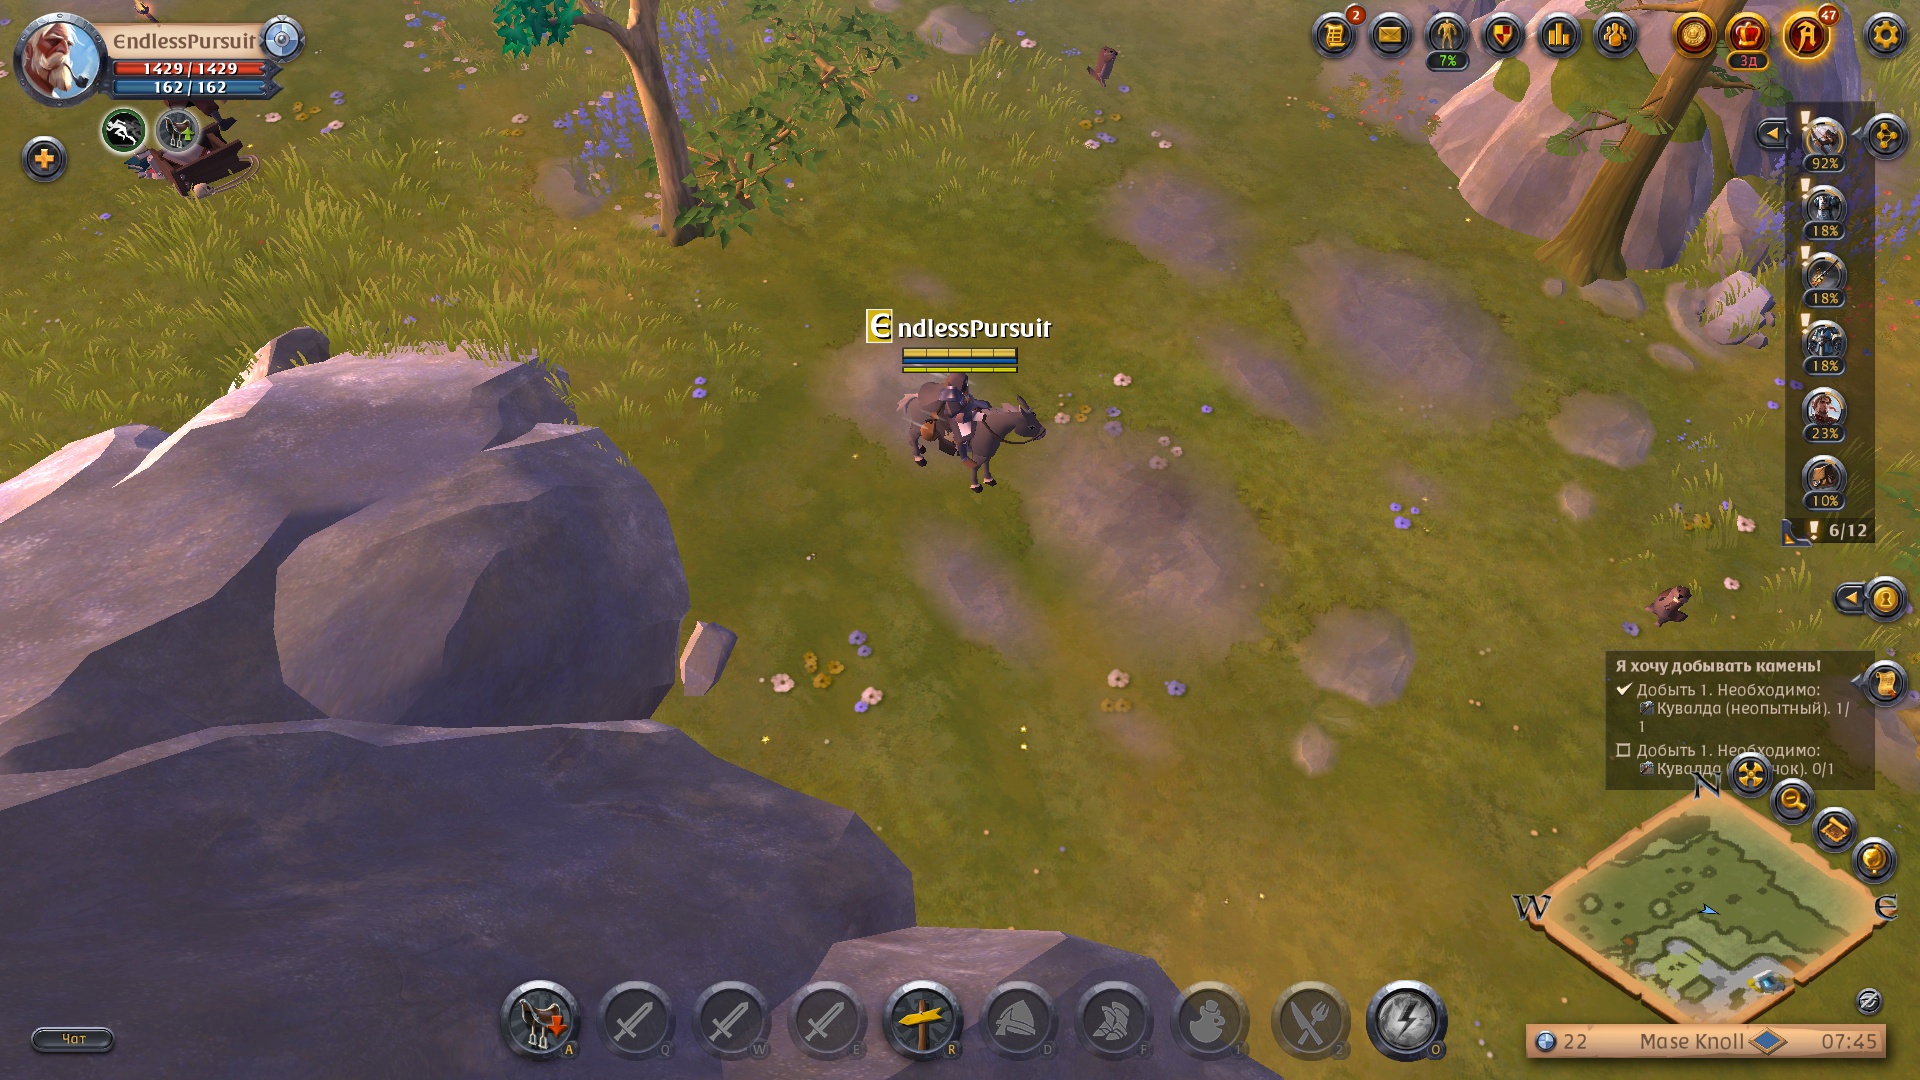 EndlessPursuit
1429 / 1429
162 / 162
2
7%
3д
47
92%
18%
18%
18%
23%
10%
6/12
EndlessPursuit
Я хочу добывать камень!
Добыть 1. Необходимо:
Кувалда (неопытный). 1/
1
Добыть 1. Необходимо:
Кувалда нок). 0/1
N
W
E
A
Q
W
E
R
D
F
1
2
O
Чат
22
Mase Knoll
07:45